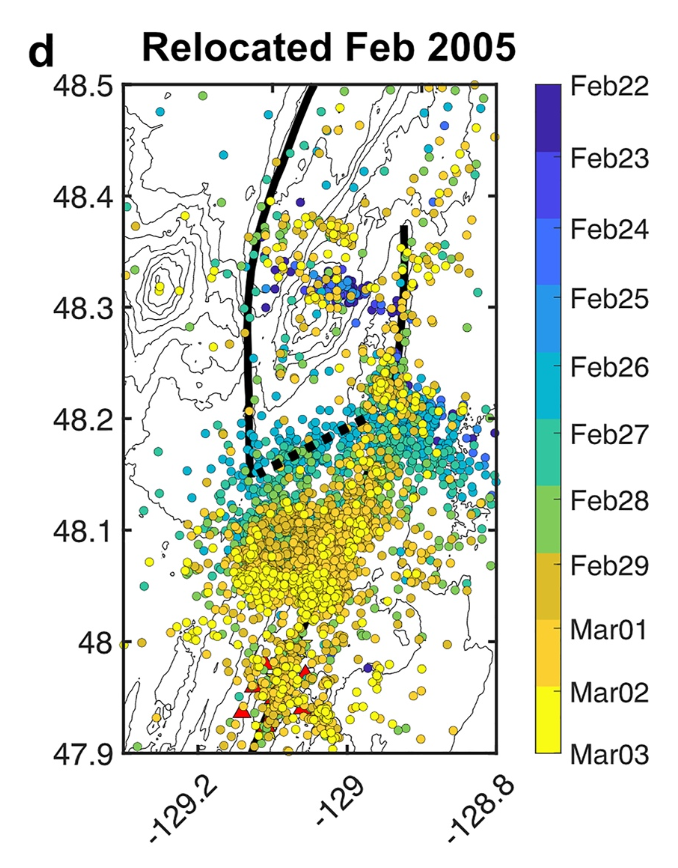 d Relocated Feb 2005
48.5
48.4
48.3
48.2
48.1
48
47.9
-129.2
-129
-128.8
Feb22
Feb23
Feb24
Feb25
Feb26
Feb27
Feb28
Feb29
Mar01
Mar02
Mar03